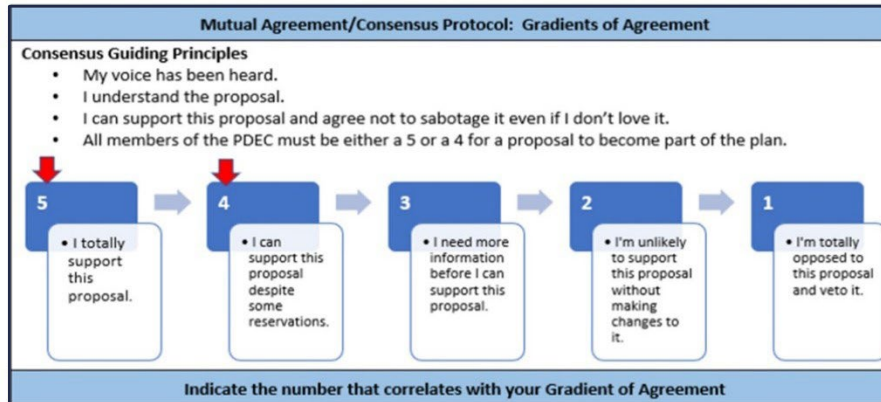 Mutual Agreement/Consensus Protocol: Gradients of Agreement
Consensus Guiding Principles
• My voice has been heard.
• I understand the proposal.
• I can support this proposal and agree not to sabotage it even if I don't love it.
• All members of the PDEC must be either a 5 or a 4 for a proposal to become part of the plan.
5
• I totally
support
this
proposal.
4
• I can
support this
proposal
despite
some
reservations.
3
• I need more
information
before I can
support this
proposal.
2
• I'm unlikely
to support
this proposal
without
making
changes to
it.
1
• I'm totally
opposed to
this proposal
and veto it.
Indicate the number that correlates with your Gradient of Agreement